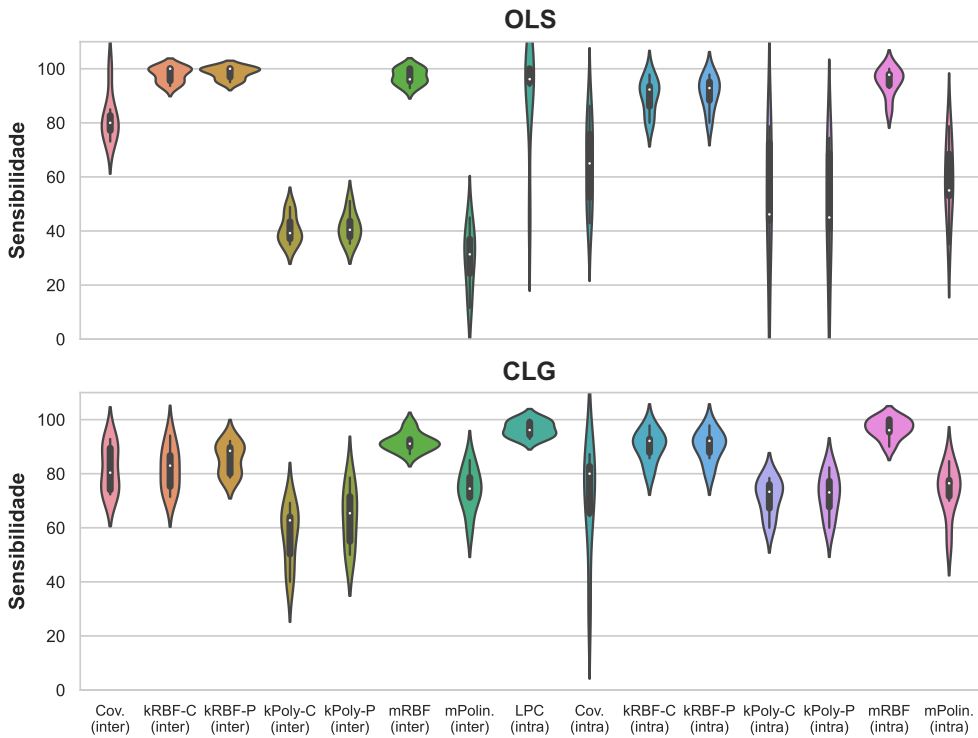 OLS
Sensibilidade
100
80
60
40
20
0
CLG
Sensibilidade
100
80
60
40
20
0
Cov. kRBF-C kRBF-P kPoly-C kPoly-P mRBF mPolin. LPC Cov. kRBF-C kRBF-P kPoly-C kPoly-P mRBF mPolin.
(inter) (inter) (inter) (inter) (inter) (inter) (inter) (intra) (intra) (intra) (intra) (intra) (intra) (intra) (intra)